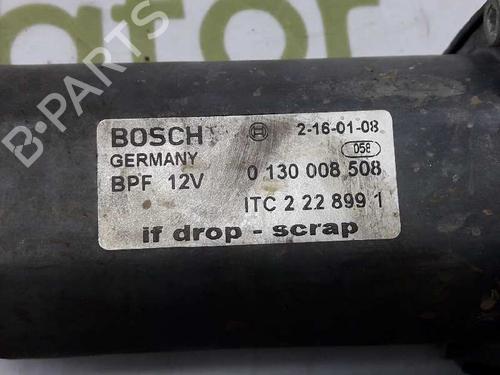 ator
BOSCH 2-16-01-08
GERMANY 058
BPF 12V 0 130 008 508
ITC 2 22 899 1
if drop - scrap
B-PARTS